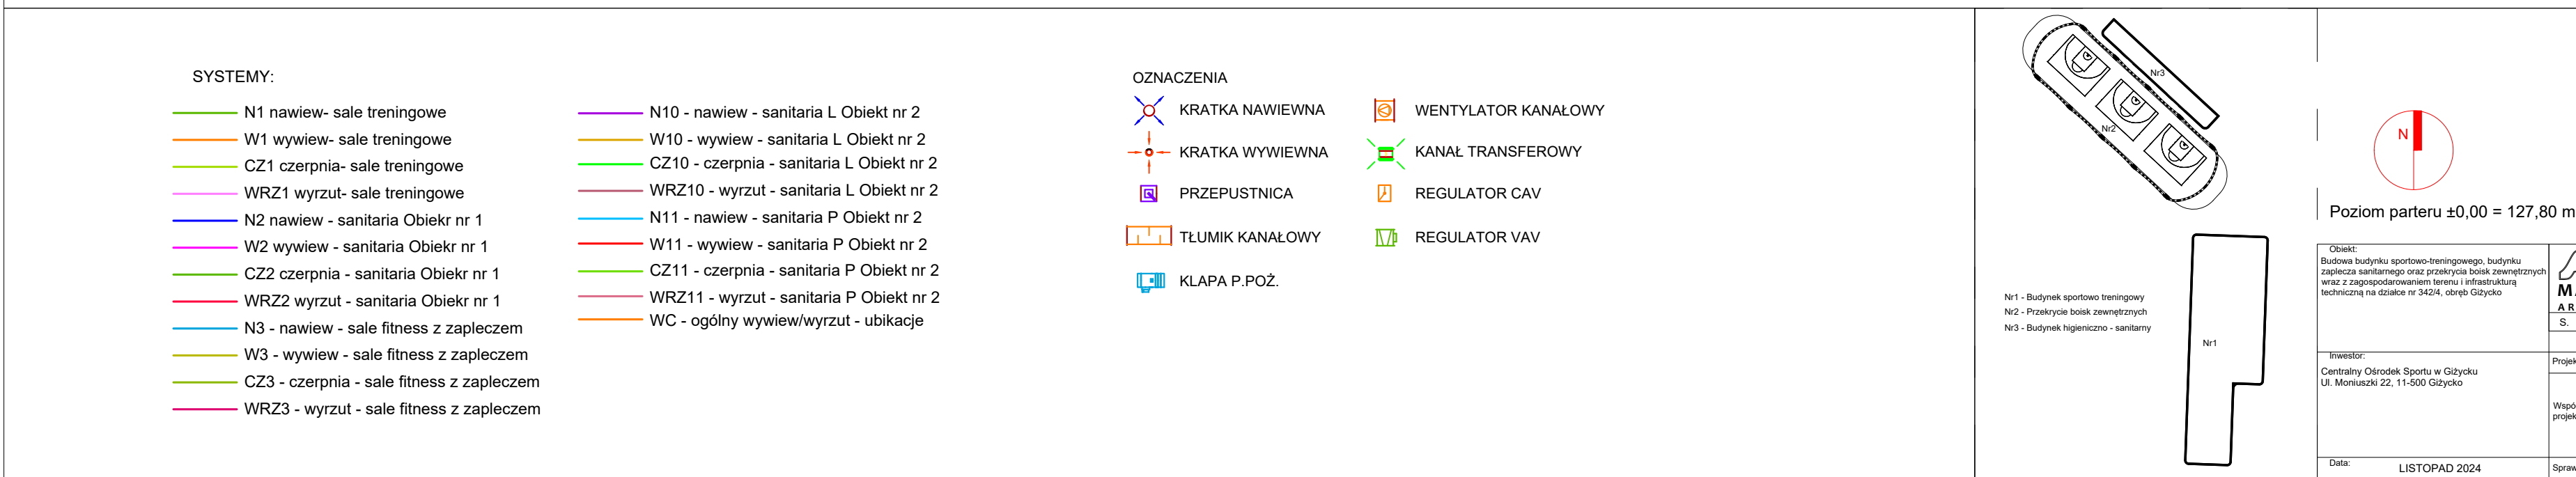 SYSTEMY:
N1 nawiew- sale treningowe
W1 wywiew- sale treningowe
CZ1 czerpnia- sale treningowe
WRZ1 wyrzut- sale treningowe
N2 nawiew - sanitaria Obiekr nr 1
W2 wywiew - sanitaria Obiekr nr 1
CZ2 czerpnia - sanitaria Obiekr nr 1
WRZ2 wyrzut - sanitaria Obiekr nr 1
N3 - nawiew - sale fitness z zapleczem
W3 - wywiew - sale fitness z zapleczem
CZ3 - czerpnia - sale fitness z zapleczem
WRZ3 - wyrzut - sale fitness z zapleczem
N10 - nawiew - sanitaria L Obiekt nr 2
W10 - wywiew - sanitaria L Obiekt nr 2
CZ10 - czerpnia - sanitaria L Obiekt nr 2
WRZ10 - wyrzut - sanitaria L Obiekt nr 2
N11 - nawiew - sanitaria P Obiekt nr 2
W11 - wywiew - sanitaria P Obiekt nr 2
CZ11 - czerpnia - sanitaria P Obiekt nr 2
WRZ11 - wyrzut - sanitaria P Obiekt nr 2
WC - ogólny wywiew/wyrzut - ubikacje
OZNACZENIA
KRATKA NAWIEWNA
KRATKA WYWIEWNA
PRZEPUSTNICA
TŁUMIK KANAŁOWY
KLAPA P.POŻ.
WENTYLATOR KANAŁOWY
KANAŁ TRANSFEROWY
REGULATOR CAV
REGULATOR VAV
Nr3
Nr2
Nr1 - Budynek sportowo treningowy
Nr2 - Przekrycie boisk zewnętrznych
Nr3 - Budynek higieniczno - sanitarny
Nr1
N
Poziom parteru ±0,00 = 127,80 m
Obiekt:
Budowa budynku sportowo-treningowego, budynku
zaplecza sanitarnego oraz przekrycia boisk zewnętrznych
wraz z zagospodarowaniem terenu i infrastrukturą
techniczną na działce nr 342/4, obręb Giżycko
Inwestor:
Centralny Ośrodek Sportu w Giżycku
Ul. Moniuszki 22, 11-500 Giżycko
Data:
LISTOPAD 2024
M
A R
S.
Projek
Współ
projek
Spraw